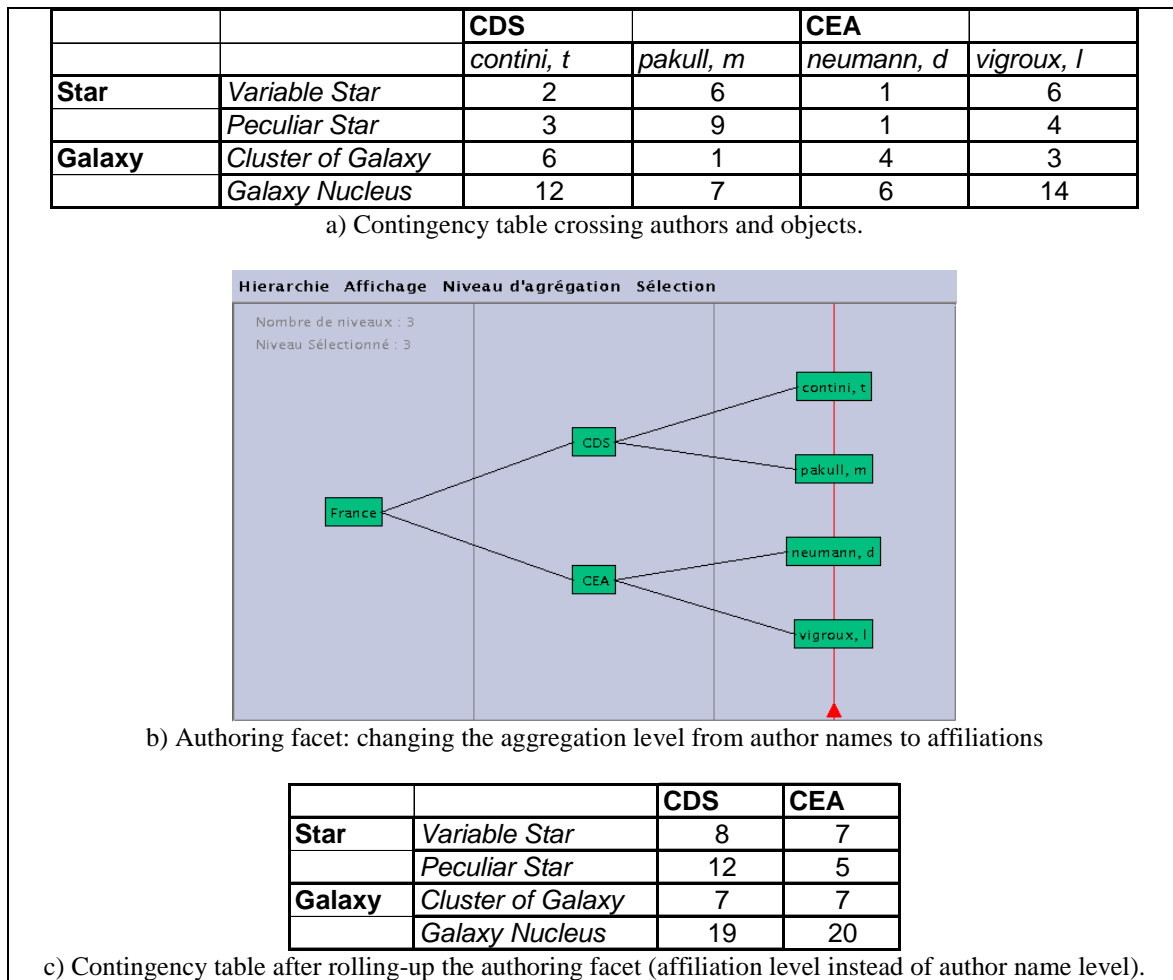 CDS CEA
contini, t pakull, m neumann, d vigroux, l
Star Variable Star 2 6 1 6
Peculiar Star 3 9 1 4
Galaxy Cluster of Galaxy 6 1 4 3
Galaxy Nucleus 12 7 6 14
a) Contingency table crossing authors and objects.
Hierarchie Affichage Niveau d'agrégation Sélection
Nombre de niveaux : 3
Niveau Sélectionné : 3
contini, t
CDS
pakull, m
France
neumann, d
CEA
vigroux, l
b) Authoring facet: changing the aggregation level from author names to affiliations
CDS CEA
Star Variable Star 8 7
Peculiar Star 12 5
Galaxy Cluster of Galaxy 7 7
Galaxy Nucleus 19 20
c) Contingency table after rolling-up the authoring facet (affiliation level instead of author name level).